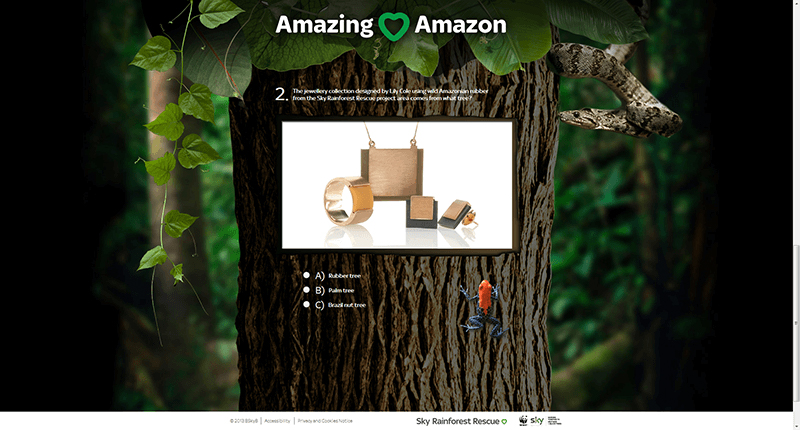 Amazing Amazon
2. The jewellery collection designed by Lily Cole using wild Amazonian rubber
from the Sky Rainforest Rescue project area comes from what tree?
A) Rubber tree
B) Palm tree
C) Brazil nut tree
© 2013 BSkyB | Accessibility | Privacy and Cookies Notice
Sky Rainforest Rescue
WWF sky